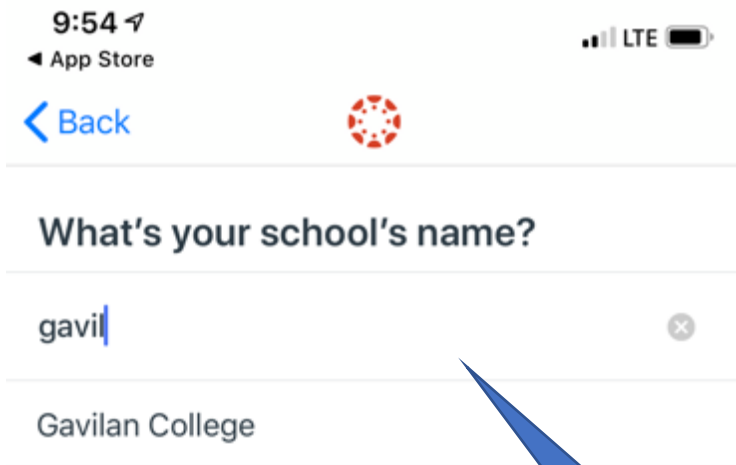 9:54
LTE
◀ App Store
Back
What's your school's name?
gavil
Gavilan College